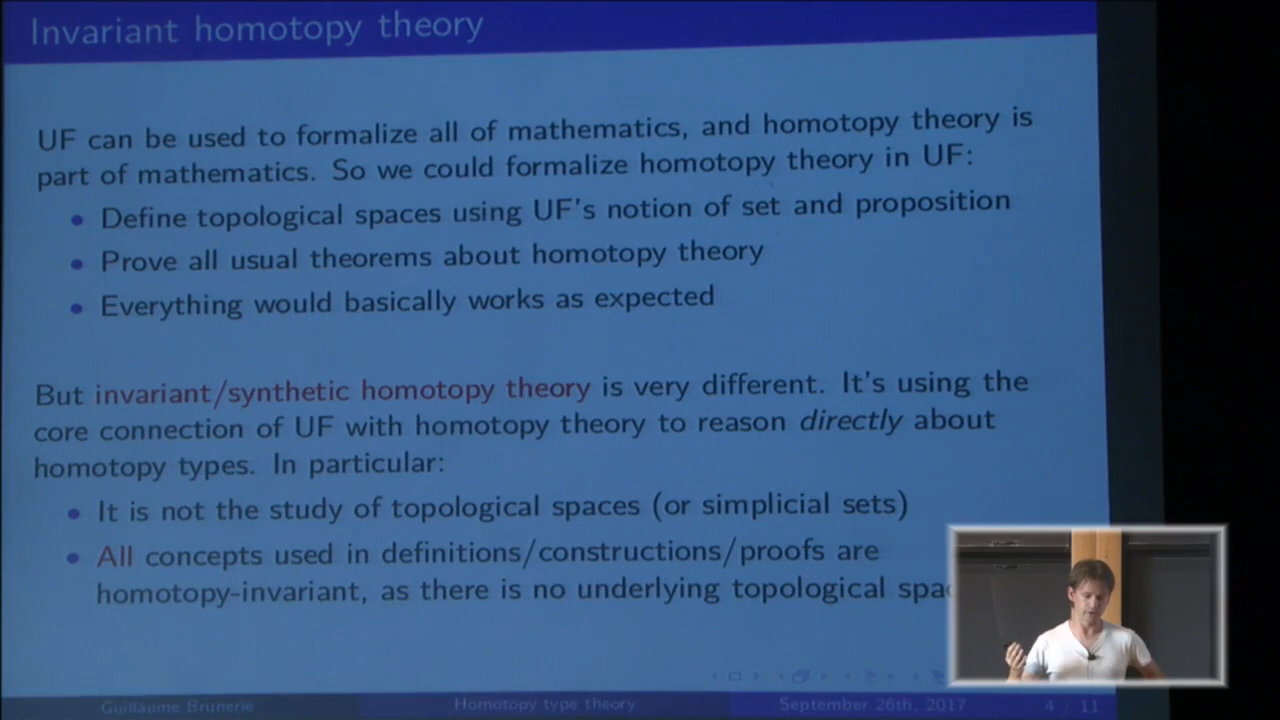 Invariant homotopy theory
UF can be used to formalize all of mathematics, and homotopy theory is
part of mathematics. So we could formalize homotopy theory in UF:
• Define topological spaces using UF's notion of set and proposition
• Prove all usual theorems about homotopy theory
• Everything would basically works as expected
But invariant/synthetic homotopy theory is very different. It's using the
core connection of UF with homotopy theory to reason directly about
homotopy types. In particular:
• It is not the study of topological spaces (or simplicial sets)
• All concepts used in definitions/constructions/proofs are
homotopy-invariant, as there is no underlying topological
Guillaume Brunerie Homotopy type theory September 26th, 2017 4 / 11